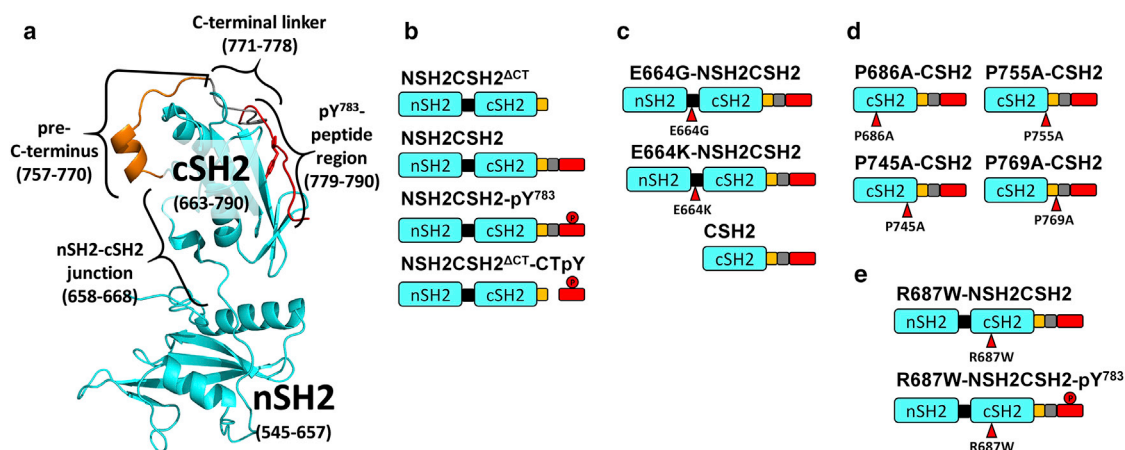 a
C-terminal linker
(771-778)
pre-
C-terminus
(757-770)
cSH2
(663-790)
pY783-
peptide
region
(779-790)
nSH2-cSH2
junction
(658-668)
nSH2
(545-657)
b
NSH2CSH2ΔCT
nSH2 cSH2
NSH2CSH2
nSH2 cSH2
NSH2CSH2-pY783
nSH2 cSH2 P
NSH2CSH2ΔCT-CTpY
nSH2 cSH2 P
c
E664G-NSH2CSH2
nSH2 cSH2
E664G
E664K-NSH2CSH2
nSH2 cSH2
E664K
CSH2
cSH2
d
P686A-CSH2 P755A-CSH2
cSH2 cSH2
P686A P755A
P745A-CSH2 P769A-CSH2
cSH2 cSH2
P745A P769A
e
R687W-NSH2CSH2
nSH2 cSH2
R687W
R687W-NSH2CSH2-pY783
nSH2 cSH2 P
R687W